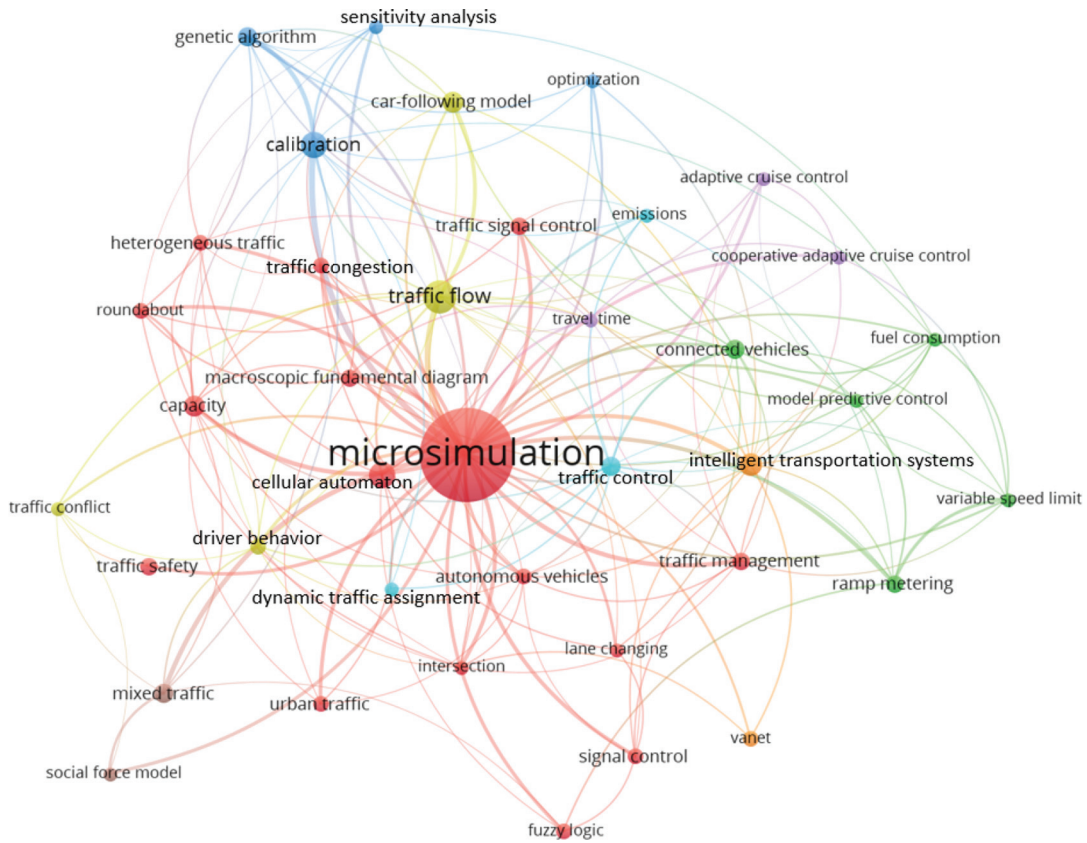 sensitivity analysis
genetic algorithm
optimization
car-following model
calibration
adaptive cruise control
emissions
traffic signal control
heterogeneous traffic
cooperative adaptive cruise control
traffic congestion
traffic flow
roundabout
travel time
fuel consumption
connected vehicles
macroscopic fundamental diagram
model predictive control
capacity
microsimulation
intelligent transportation systems
traffic control
cellular automaton
variable speed limit
traffic conflict
driver behavior
traffic management
traffic safety
autonomous vehicles
ramp metering
dynamic traffic assignment
lane changing
intersection
mixed traffic
urban traffic
vanet
signal control
social force model
fuzzy logic